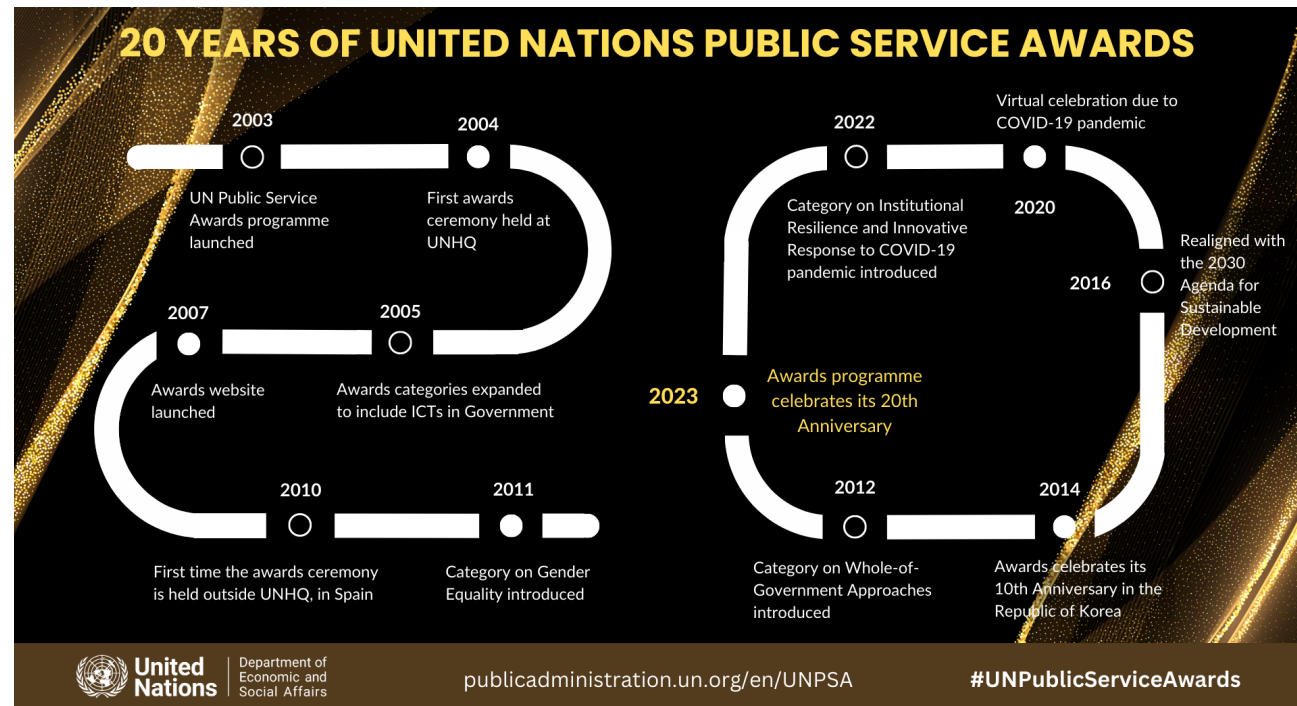 20 YEARS OF UNITED NATIONS PUBLIC SERVICE AWARDS
2003
UN Public Service
Awards programme
launched
2004
First awards
ceremony held at
UNHQ
2007
Awards website
launched
2005
Awards categories expanded
to include ICTs in Government
2010
First time the awards ceremony
is held outside UNHQ, in Spain
2011
Category on Gender
Equality introduced
2022
Category on Institutional
Resilience and Innovative
Response to COVID-19
pandemic introduced
Virtual celebration due to
COVID-19 pandemic
2020
2016
Realigned with
the 2030
Agenda for
Sustainable
Development
2023
Awards programme
celebrates its 20th
Anniversary
2012
Category on Whole-of-
Government Approaches
introduced
2014
Awards celebrates its
10th Anniversary in the
Republic of Korea
United
Nations
Department of
Economic and
Social Affairs
publicadministration.un.org/en/UNPSA
#UNPublicServiceAwards